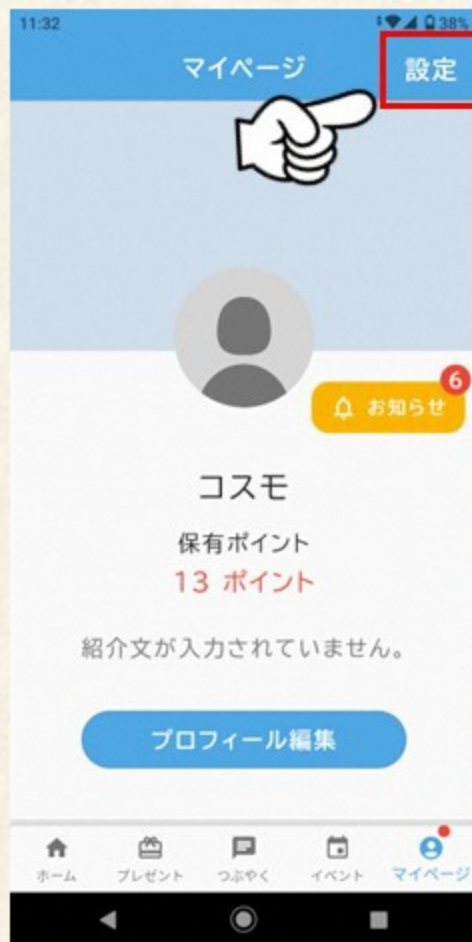 11:32
38%
マイページ
設定
6
お知らせ
コスモ
保有ポイント
13 ポイント
紹介文が入力されていません。
プロフィール編集
ホーム
プレゼント
つぶやく
イベント
マイページ